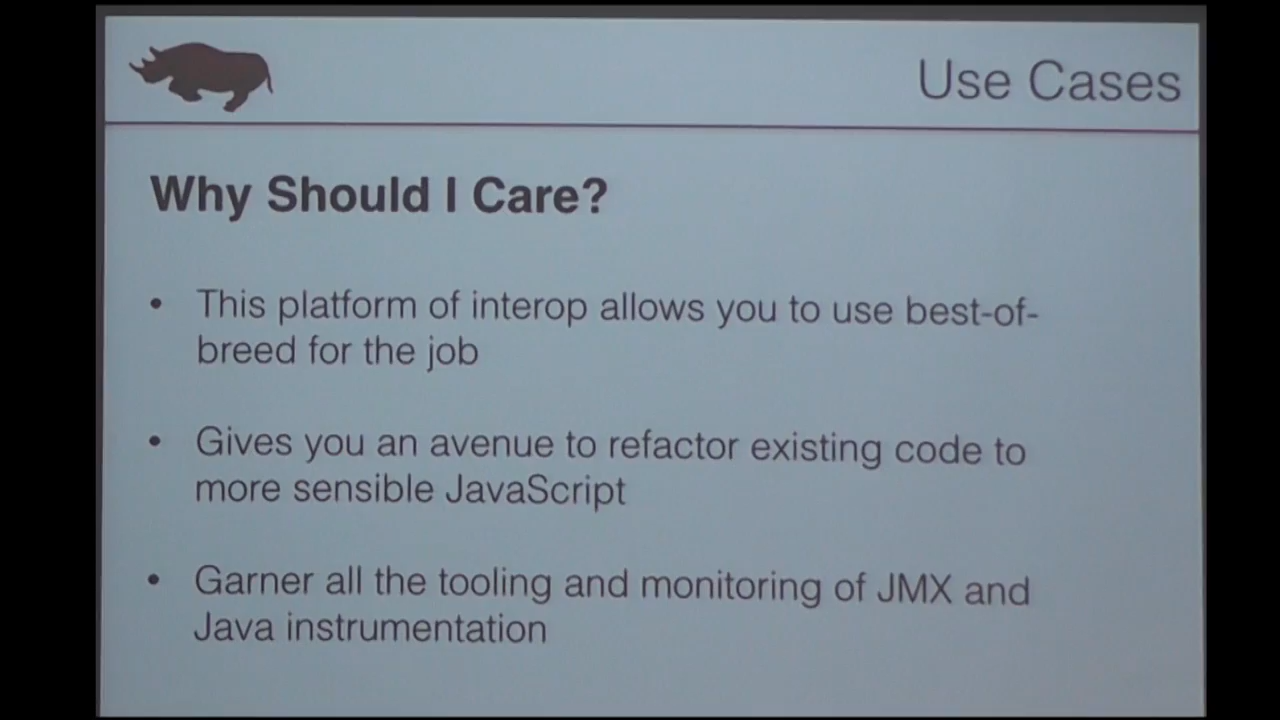 Use Cases
Why Should I Care?
• This platform of interop allows you to use best-of-
breed for the job
• Gives you an avenue to refactor existing code to
more sensible JavaScript
• Garner all the tooling and monitoring of JMX and
Java instrumentation